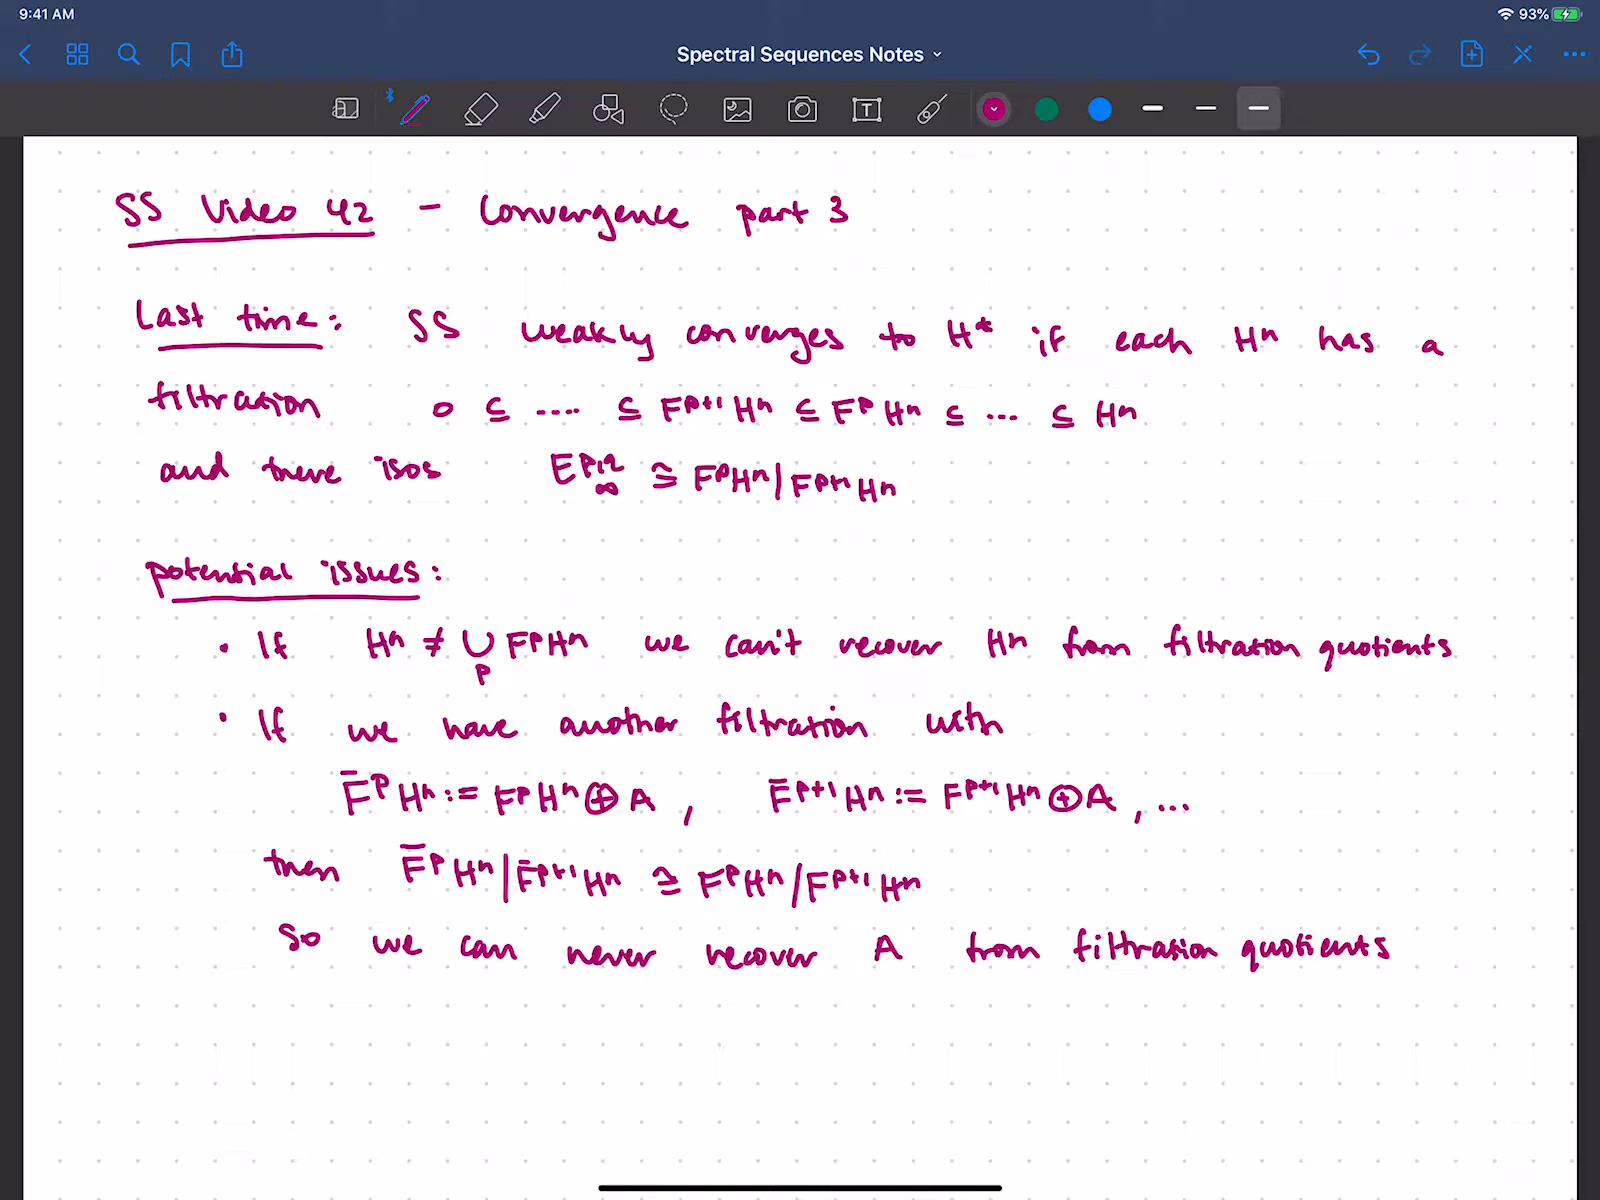 9:41 AM
93%
Spectral Sequences Notes
T
SS Video 42 - Convergence part 3
Last time: SS weakly converges to H* if each Hⁿ has a
filtration 0 ⊆ .... ⊆ Fᵖ⁺¹Hⁿ ⊆ FᵖHⁿ ⊆ ... ⊆ Hⁿ
and there isos E_∞^{p,q} ≅ FᵖHⁿ/Fᵖ⁺¹Hⁿ
potential issues:
• If Hⁿ ≠ ∪_p FᵖHⁿ we can't recover Hⁿ from filtration quotients
• If we have another filtration with
F̄ᵖHⁿ := FᵖHⁿ ⊕ A, F̄ᵖ⁺¹Hⁿ := Fᵖ⁺¹Hⁿ ⊕ A, ...
then F̄ᵖHⁿ/F̄ᵖ⁺¹Hⁿ ≅ FᵖHⁿ/Fᵖ⁺¹Hⁿ
So we can never recover A from filtration quotients